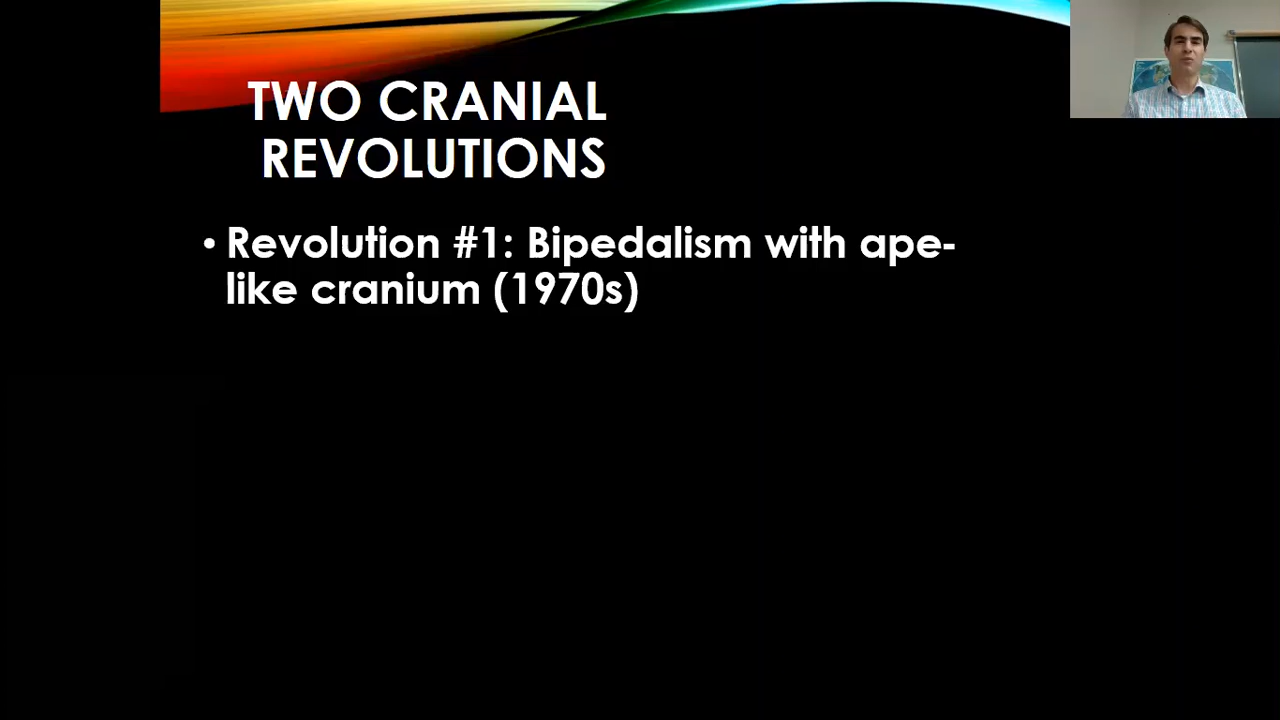 TWO CRANIAL
REVOLUTIONS
• Revolution #1: Bipedalism with ape-
like cranium (1970s)